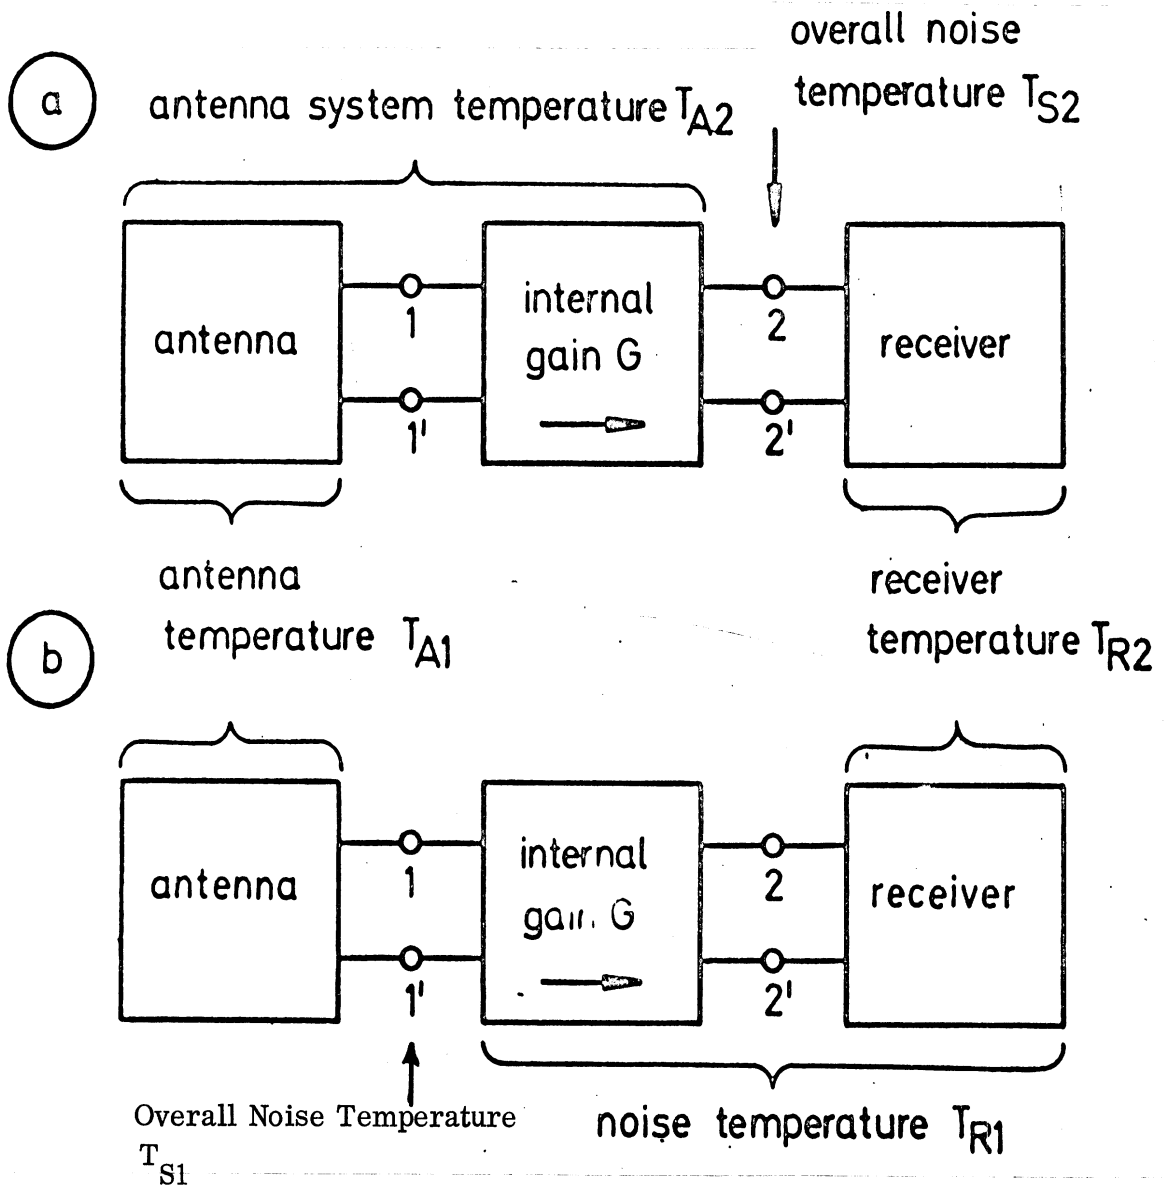 a
overall noise
temperature TS2
antenna system temperature TA2
antenna
1
1'
internal
gain G
2
2'
receiver
antenna
temperature TA1
receiver
temperature TR2
b
antenna
1
1'
internal
G
2
2'
receiver
Overall Noise Temperature
TS1
noise temperature TR1